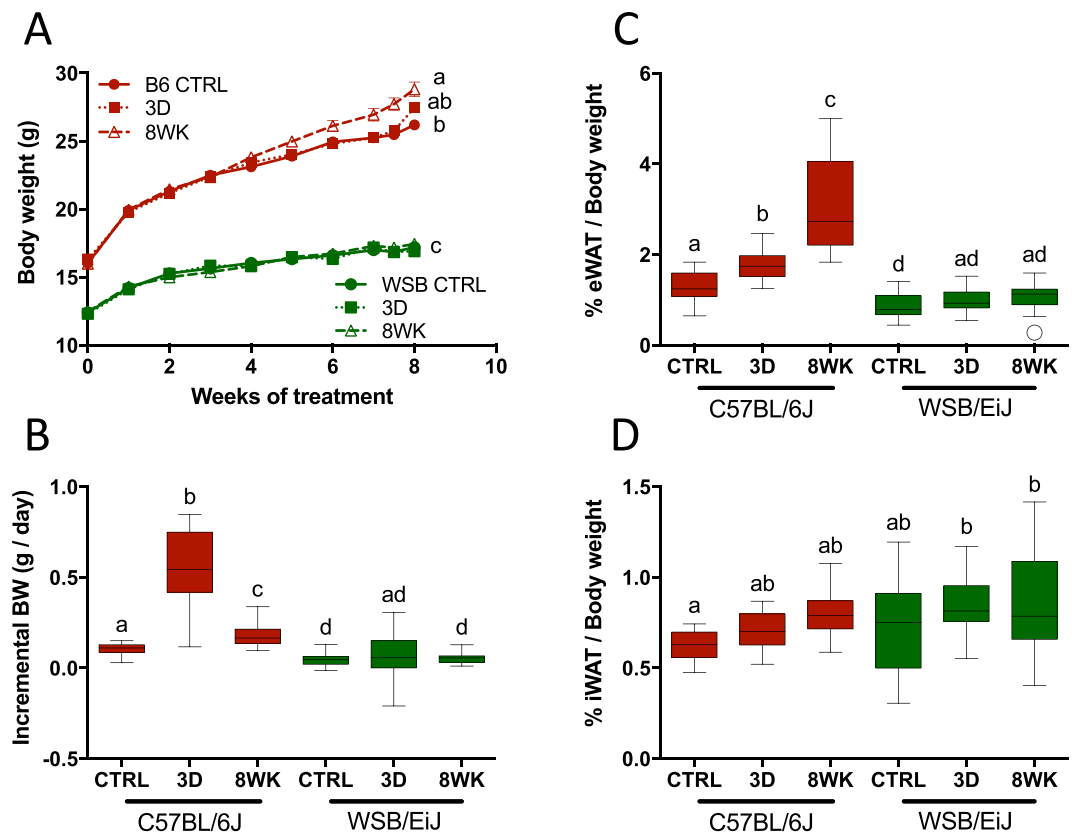 A
Body weight (g)
30
25
20
15
10
B6 CTRL
3D
8WK
a
ab
b
c
WSB CTRL
3D
8WK
0
2
4
6
8
10
Weeks of treatment
C
% eWAT / Body weight
6
4
2
0
a
b
c
d
ad
ad
CTRL
3D
8WK
CTRL
3D
8WK
C57BL/6J
WSB/EiJ
B
Incremental BW (g / day)
1.0
0.5
0.0
-0.5
a
b
c
d
ad
d
CTRL
3D
8WK
CTRL
3D
8WK
C57BL/6J
WSB/EiJ
D
% iWAT / Body weight
1.5
1.0
0.5
0.0
a
ab
ab
ab
b
b
CTRL
3D
8WK
CTRL
3D
8WK
C57BL/6J
WSB/EiJ